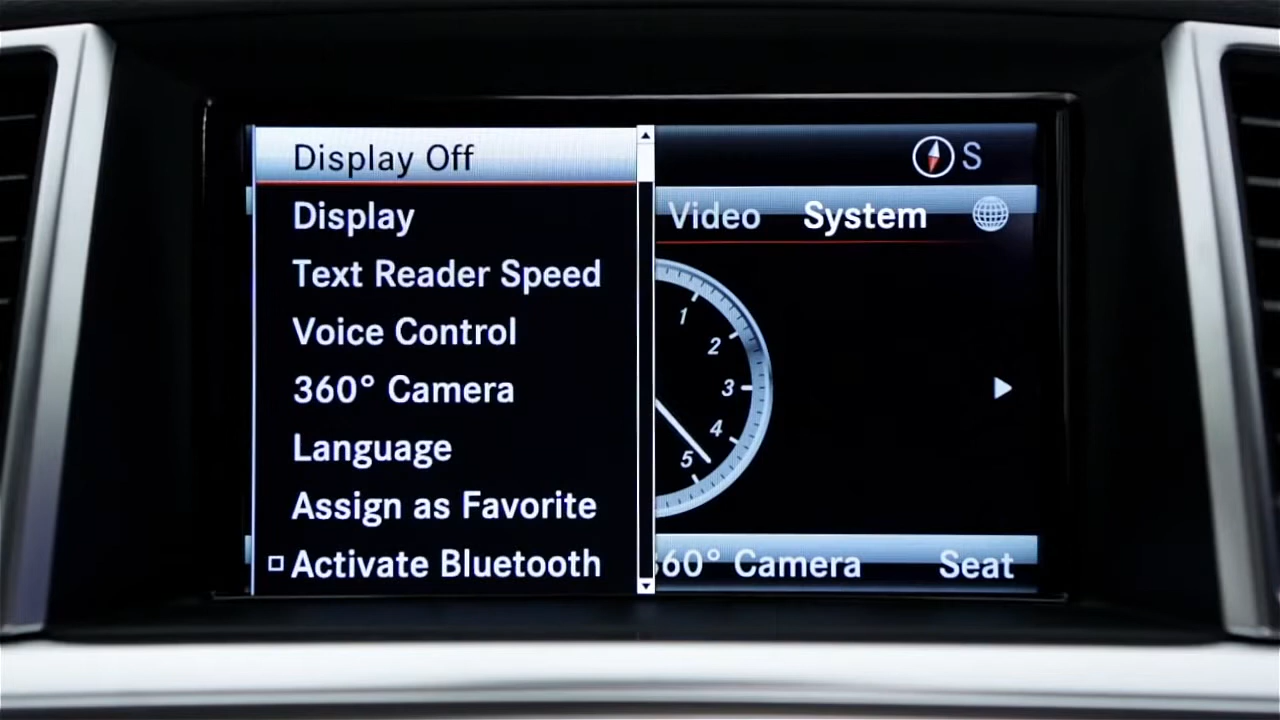 Display Off
Display
Text Reader Speed
Voice Control
360° Camera
Language
Assign as Favorite
Activate Bluetooth
S
Video System
1
2
3
4
5
60° Camera Seat